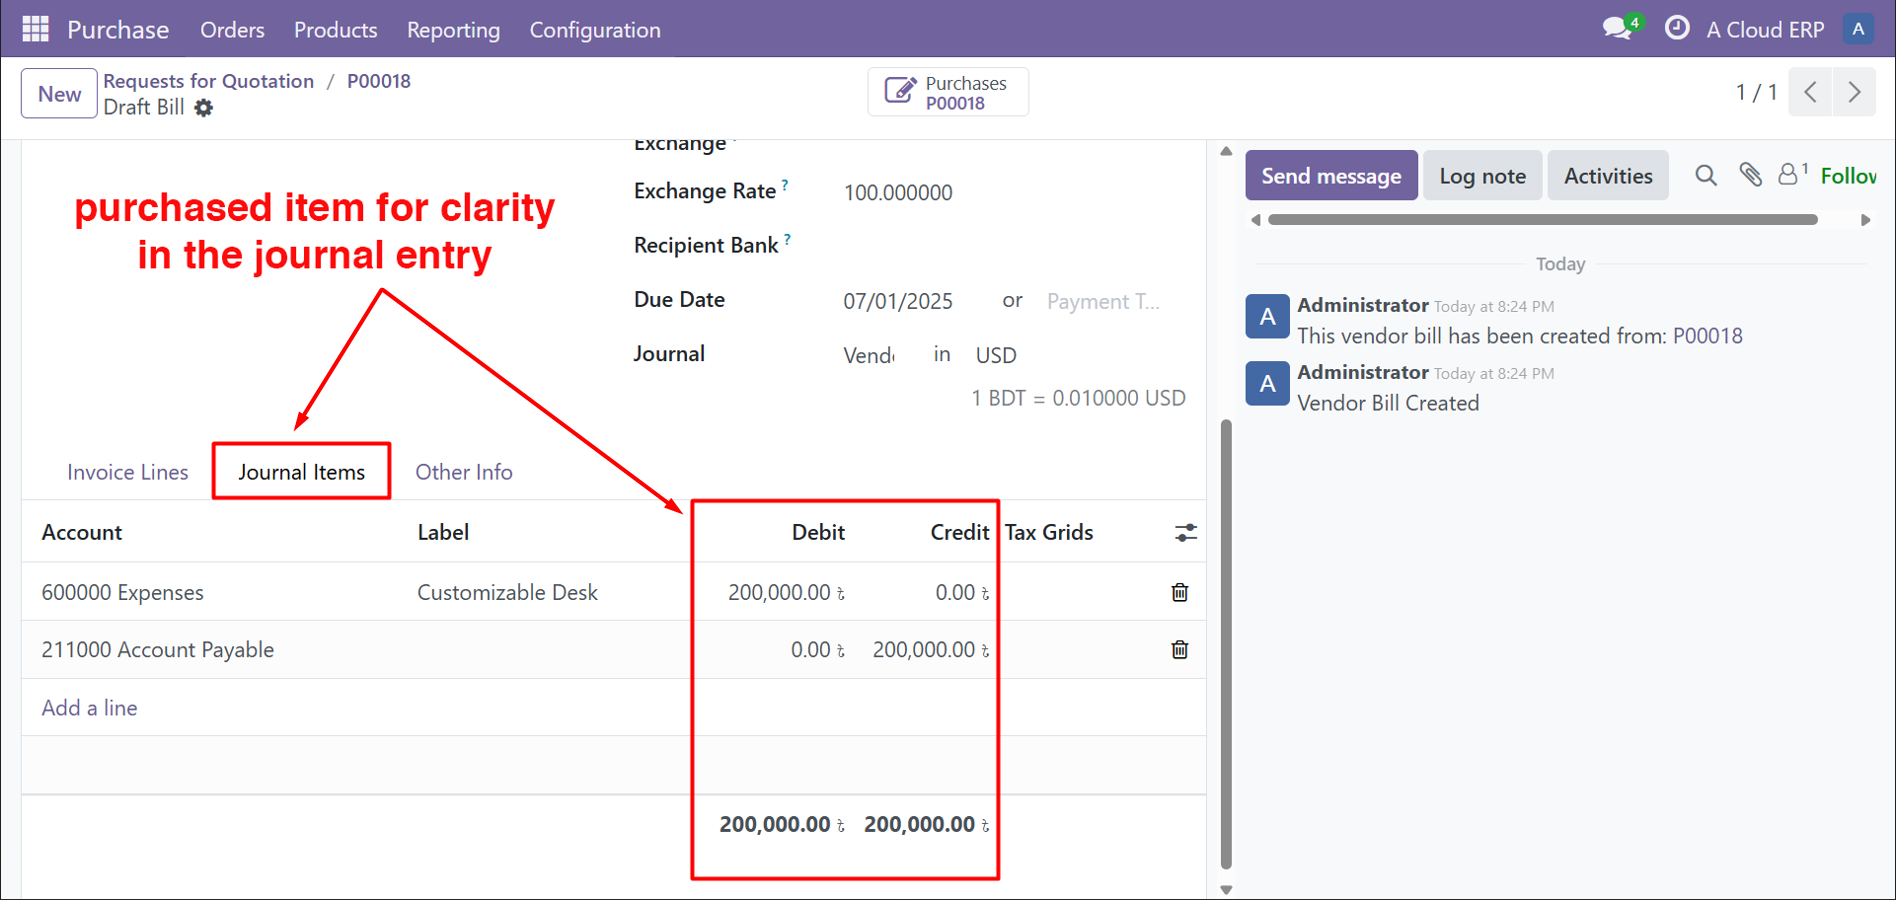 Purchase Orders Products Reporting Configuration 4 A Cloud ERP A
New Requests for Quotation / P00018
Draft Bill
Purchases
P00018
1 / 1
Exchange
Exchange Rate ? 100.000000
Recipient Bank ?
Due Date 07/01/2025 or Payment T...
Journal in USD
1 BDT = 0.010000 USD
purchased item for clarity
in the journal entry
Invoice Lines Journal Items Other Info
Account Label Debit Credit Tax Grids
600000 Expenses Customizable Desk 200,000.00 ৳ 0.00 ৳
211000 Account Payable 0.00 ৳ 200,000.00 ৳
Add a line
200,000.00 ৳ 200,000.00 ৳
Send message Log note Activities 1
Today
A Administrator Today at 8:24 PM
This vendor bill has been created from: P00018
A Administrator Today at 8:24 PM
Vendor Bill Created